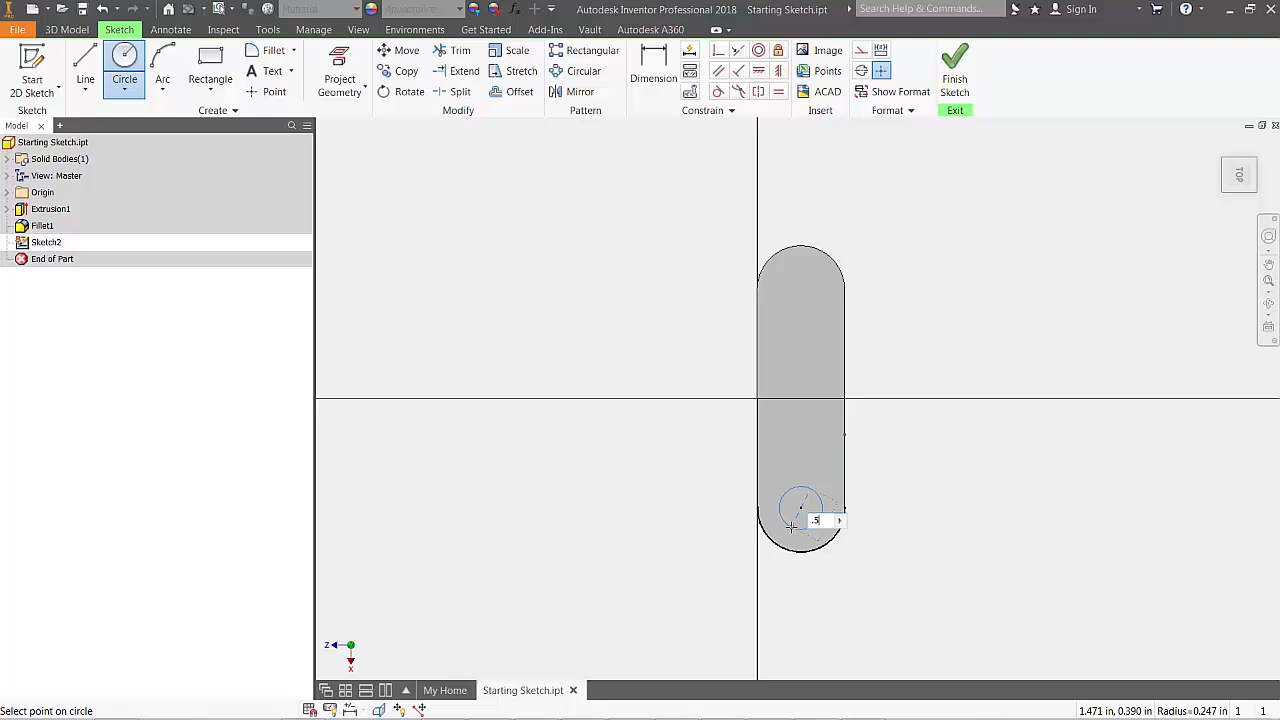 Material
Appearance
Autodesk Inventor Professional 2018 Starting Sketch.ipt
Search Help & Commands...
Sign In
File 3D Model Sketch Annotate Inspect Tools Manage View Environments Get Started Add-Ins Vault Autodesk A360
Start
2D Sketch
Line
Circle
Arc
Rectangle
Fillet
Text
Point
Project
Geometry
Move
Copy
Rotate
Trim
Extend
Split
Scale
Stretch
Offset
Rectangular
Circular
Mirror
Dimension
Image
Points
ACAD
Show Format
Finish
Sketch
Sketch Create Modify Pattern Constrain Insert Format Exit
Model
PRO
Starting Sketch.ipt
Solid Bodies(1)
View: Master
Origin
Extrusion1
Fillet1
Sketch2
End of Part
TOP
.5
Z
X
My Home Starting Sketch.ipt
Select point on circle
1.471 in, 0.390 in Radius=0.247 in 1 1